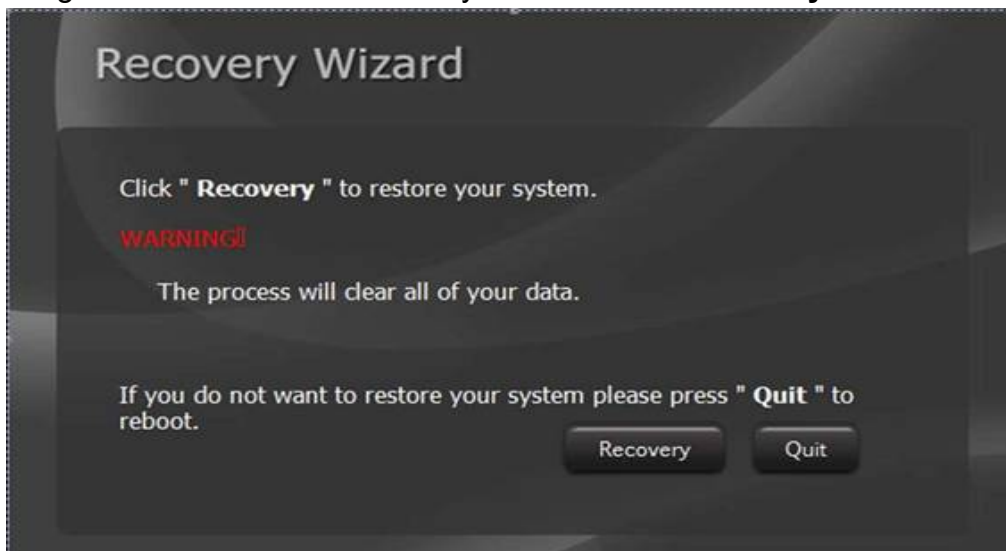 Recovery Wizard
Click " Recovery " to restore your system.
WARNING
The process will clear all of your data.
If you do not want to restore your system please press " Quit " to
reboot.
Recovery
Quit